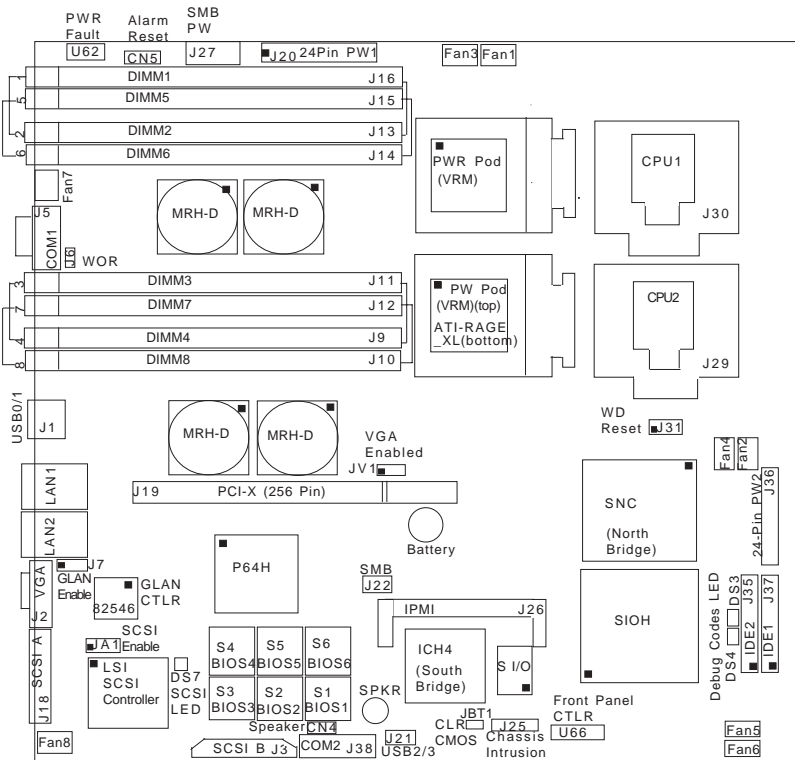 PWR
Fault
U62
Alarm
Reset
CN5
SMB
PW
J27
J20 24Pin PW1
Fan3
Fan1
1
DIMM1
J16
5
DIMM5
J15
2
DIMM2
J13
6
DIMM6
J14
PWR Pod
(VRM)
CPU1
J30
Fan7
J5
COM1
J6
WOR
MRH-D
MRH-D
3
DIMM3
J11
7
DIMM7
J12
4
DIMM4
J9
8
DIMM8
J10
PW Pod
(VRM)(top)
ATI-RAGE
_XL(bottom)
CPU2
J29
USB0/1
J1
MRH-D
MRH-D
VGA
Enabled
JV1
WD
Reset
J31
Fan4
Fan2
J36
24-Pin PW2
LAN1
J19
PCI-X (256 Pin)
SNC
(North
Bridge)
LAN2
Battery
J7
GLAN
Enable
VGA
J2
82546
GLAN
CTLR
P64H
SMB
J22
IPMI
J26
SIOH
Debug Codes LED
DS3
DS4
J35
IDE2
J37
IDE1
SCSI A
J18
JA1
SCSI
Enable
LSI
SCSI
Controller
DS7
SCSI
LED
S4
BIOS4
S5
BIOS5
S6
BIOS6
S3
BIOS3
S2
BIOS2
S1
BIOS1
ICH4
(South
Bridge)
S I/O
SPKR
Speaker
CN4
JBT1
CLR
CMOS
J25
Chassis
Intrusion
Front Panel
CTLR
U66
Fan8
SCSI B J3
COM2
J38
J21
USB2/3
Fan5
Fan6